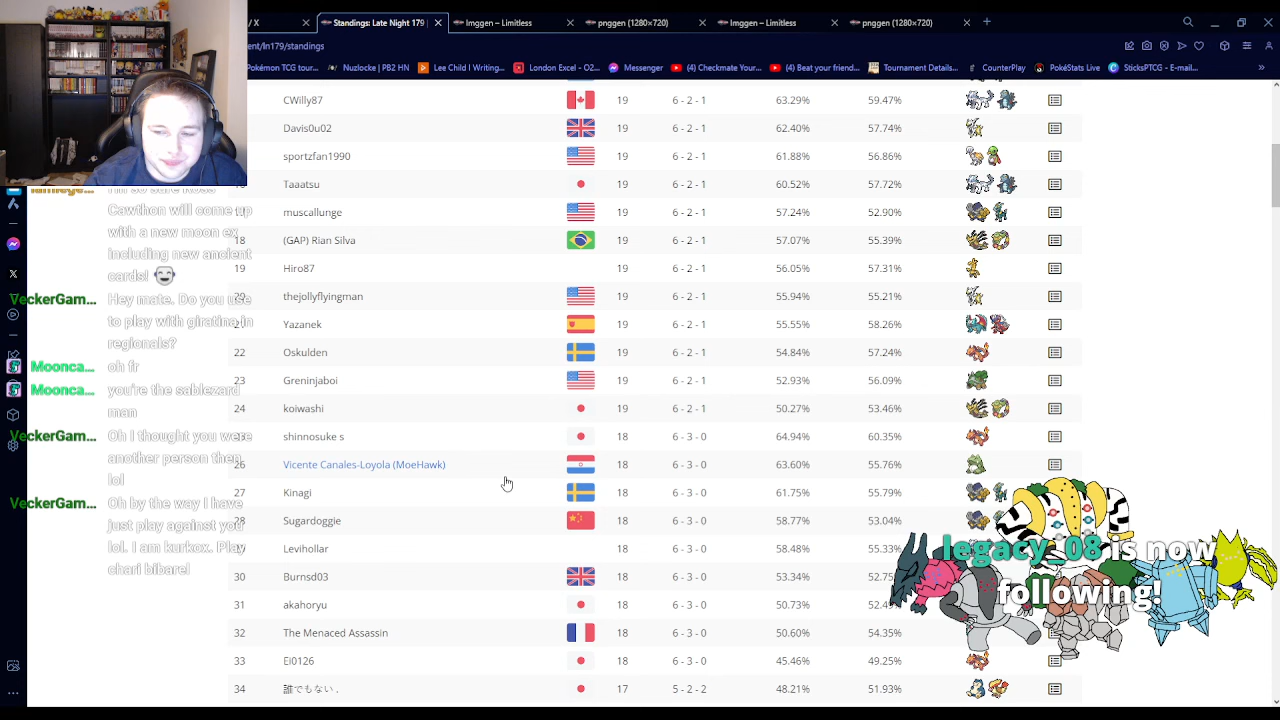 Standings: Late Night 179
Imggen – Limitless
pnggen (1280×720)
Imggen – Limitless
pnggen (1280×720)
ent/ln179/standings
Pokémon TCG tour...
Nuzlocke | PB2 HN
Lee Child I Writing...
London Excel - O2...
Messenger
(4) Checkmate Your...
(1) Beat your friend...
Tournament Details...
CounterPlay
PokéStats Live
SticksPTCG - E-mail...
CWilly87 19 6 - 2 - 1 63.29% 59.47%
Davis0u02 19 6 - 2 - 1 62.40% 57.74%
sportzfan1990 19 6 - 2 - 1 61.88% 56.86%
Taaatsu 19 6 - 2 - 1 60.52% 57.72%
muscallunge 19 6 - 2 - 1 52.90%
18 (GAP) Rian Silva 19 6 - 2 - 1 57.07% 55.39%
19 Hiro87 19 6 - 2 - 1 56.05% 57.31%
thejollyflyingman 19 6 - 2 - 1 55.94% 55.21%
Yazanek 19 6 - 2 - 1 55.55% 58.26%
22 Oskulden 19 6 - 2 - 1 54.84% 57.24%
23 19 6 - 2 - 1 52.33% 56.09%
24 koiwashi 19 6 - 2 - 1 50.27% 53.46%
shinnosuke s 18 6 - 3 - 0 64.94% 60.35%
26 Vicente Canales-Loyola (MoeHawk) 18 6 - 3 - 0 63.60% 55.76%
27 Kinagi 18 6 - 3 - 0 61.75% 55.79%
28 Sugardoggie 18 6 - 3 - 0 58.77% 53.04%
Levihollar 18 6 - 3 - 0 58.48% 55.33%
30 Burnsd03 18 6 - 3 - 0 53.34%
31 akahoryu 18 6 - 3 - 0 50.73%
32 The Menaced Assassin 18 6 - 3 - 0 50.60% 54.35%
33 Ei0126 18 6 - 3 - 0 45.46% 49.25%
34 誰でもない . 17 5 - 2 - 2 48.21% 51.93%
Cawthon will come up
with a new moon ex
including new ancient
cards!
VeckerGam... Hey mate. Do you use
to play with giratina in
regionals?
Moonca... oh fr
Moonca... you're the sablezard
man
VeckerGam... Oh I thought you were
another person then
lol
VeckerGam... Oh by the way I have
just play against you
lol. I am kurkox. Play
chari bibarel
legacy_08 is now
following!